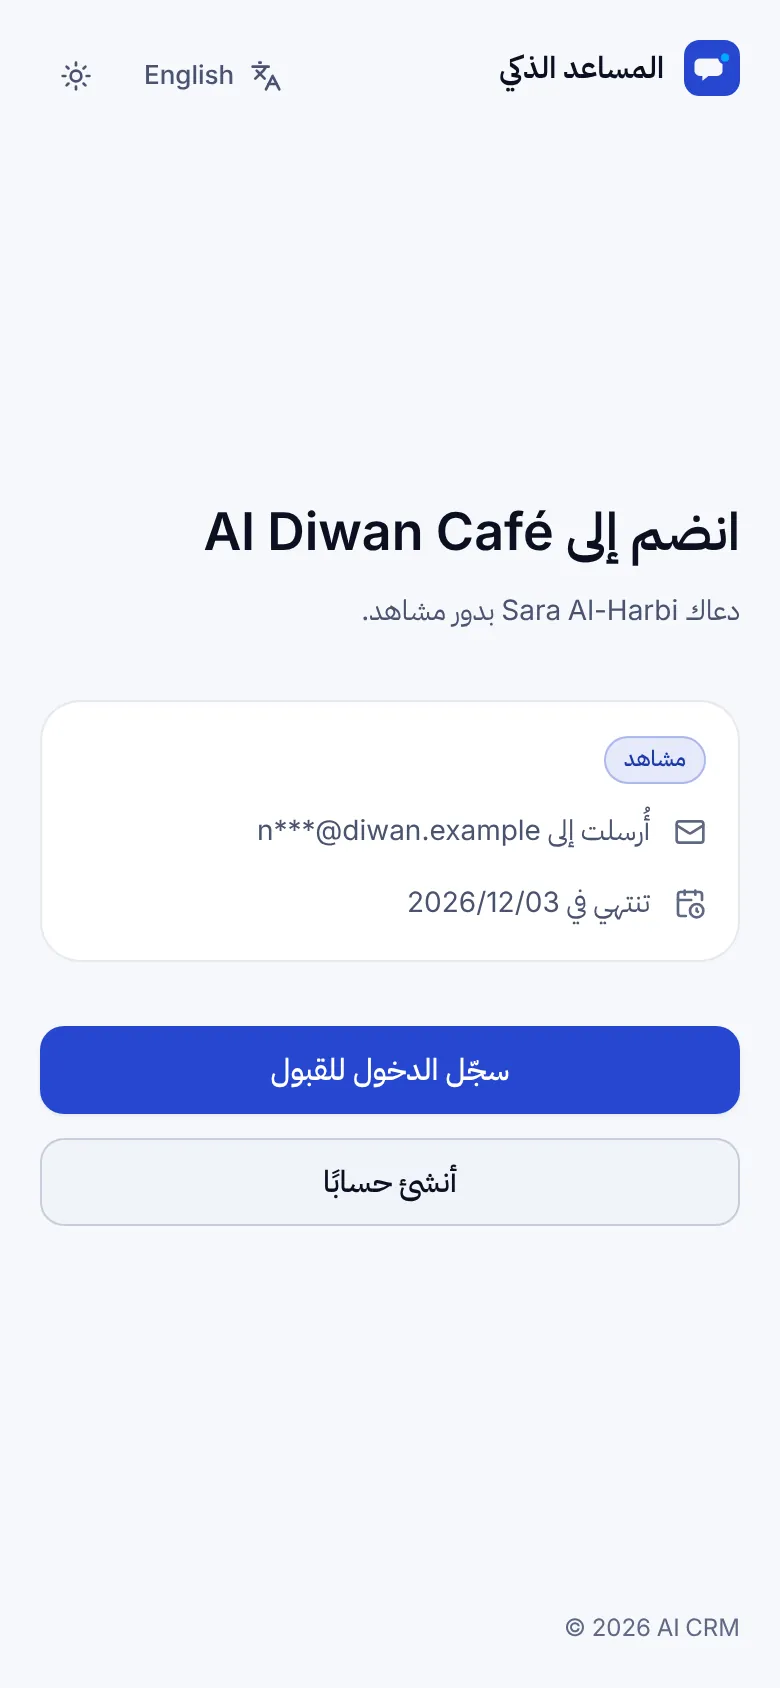 المساعد الذكي
English
انضم إلى Al Diwan Café
دعاك Sara Al-Harbi بدور مشاهد.
مشاهد
أُرسلت إلى n***@diwan.example
تنتهي في 2026/12/03
سجّل الدخول للقبول
أنشئ حسابًا
© 2026 AI CRM